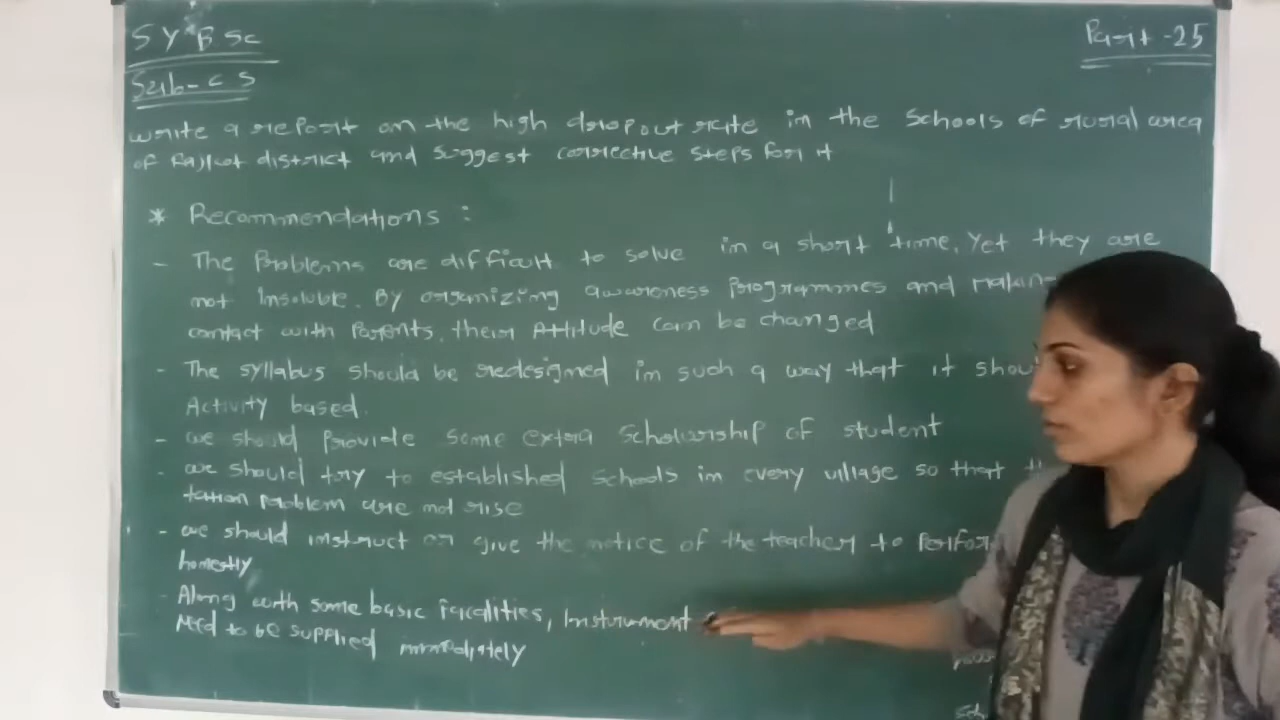 SYBSc
Part-25
Sub-CS
Write a report on the high dropout rate in the schools of rural area
of Rajkot district and suggest corrective steps for it
* Recommendations :
- The Problems are difficult to solve in a short time. Yet they are
not insoluble. By organizing awareness Programmes and
contact with Parents, their Attitude can be changed
- The syllabus should be redesigned in such a way that it
Activity based.
- we should Provide some extra Scholarship of student
- we should try to established schools in every village so that
tation Problem are not rise
- we should instruct or give the notice of the teacher to
honestly
- Along with some basic facalities, Instrument
Need to be supplied immediately